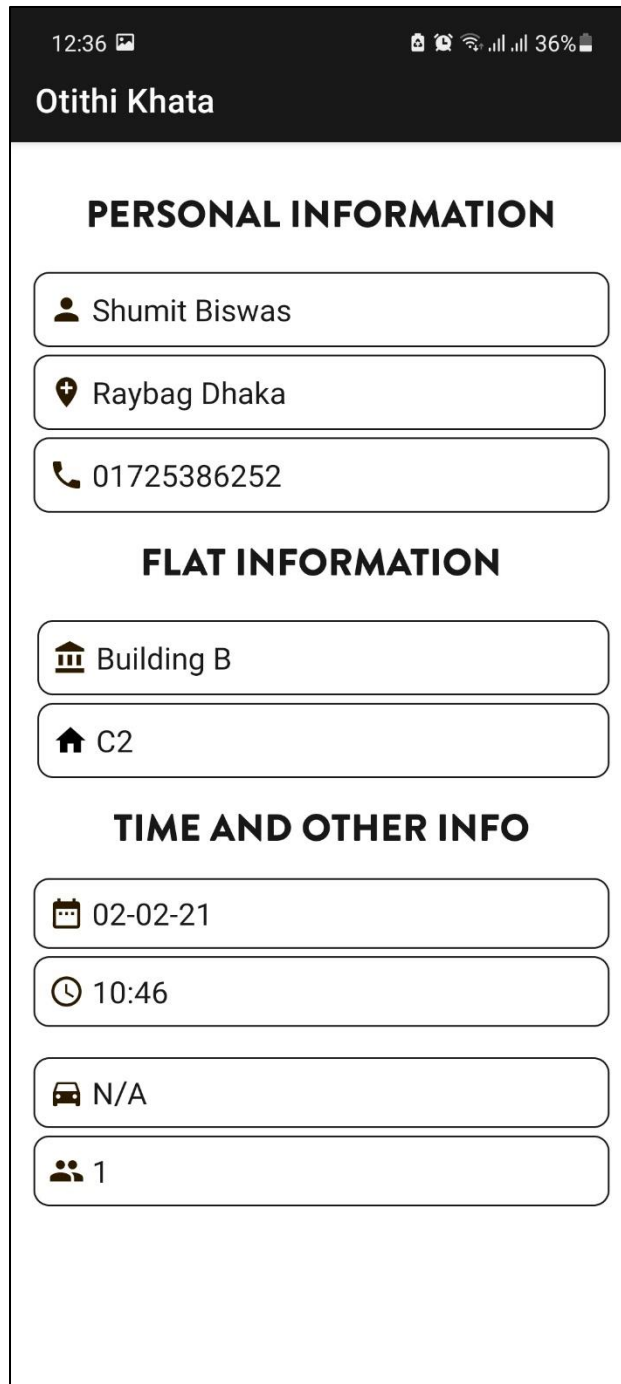 12:36 36%
Otithi Khata
PERSONAL INFORMATION
Shumit Biswas
Raybag Dhaka
01725386252
FLAT INFORMATION
Building B
C2
TIME AND OTHER INFO
02-02-21
10:46
N/A
1